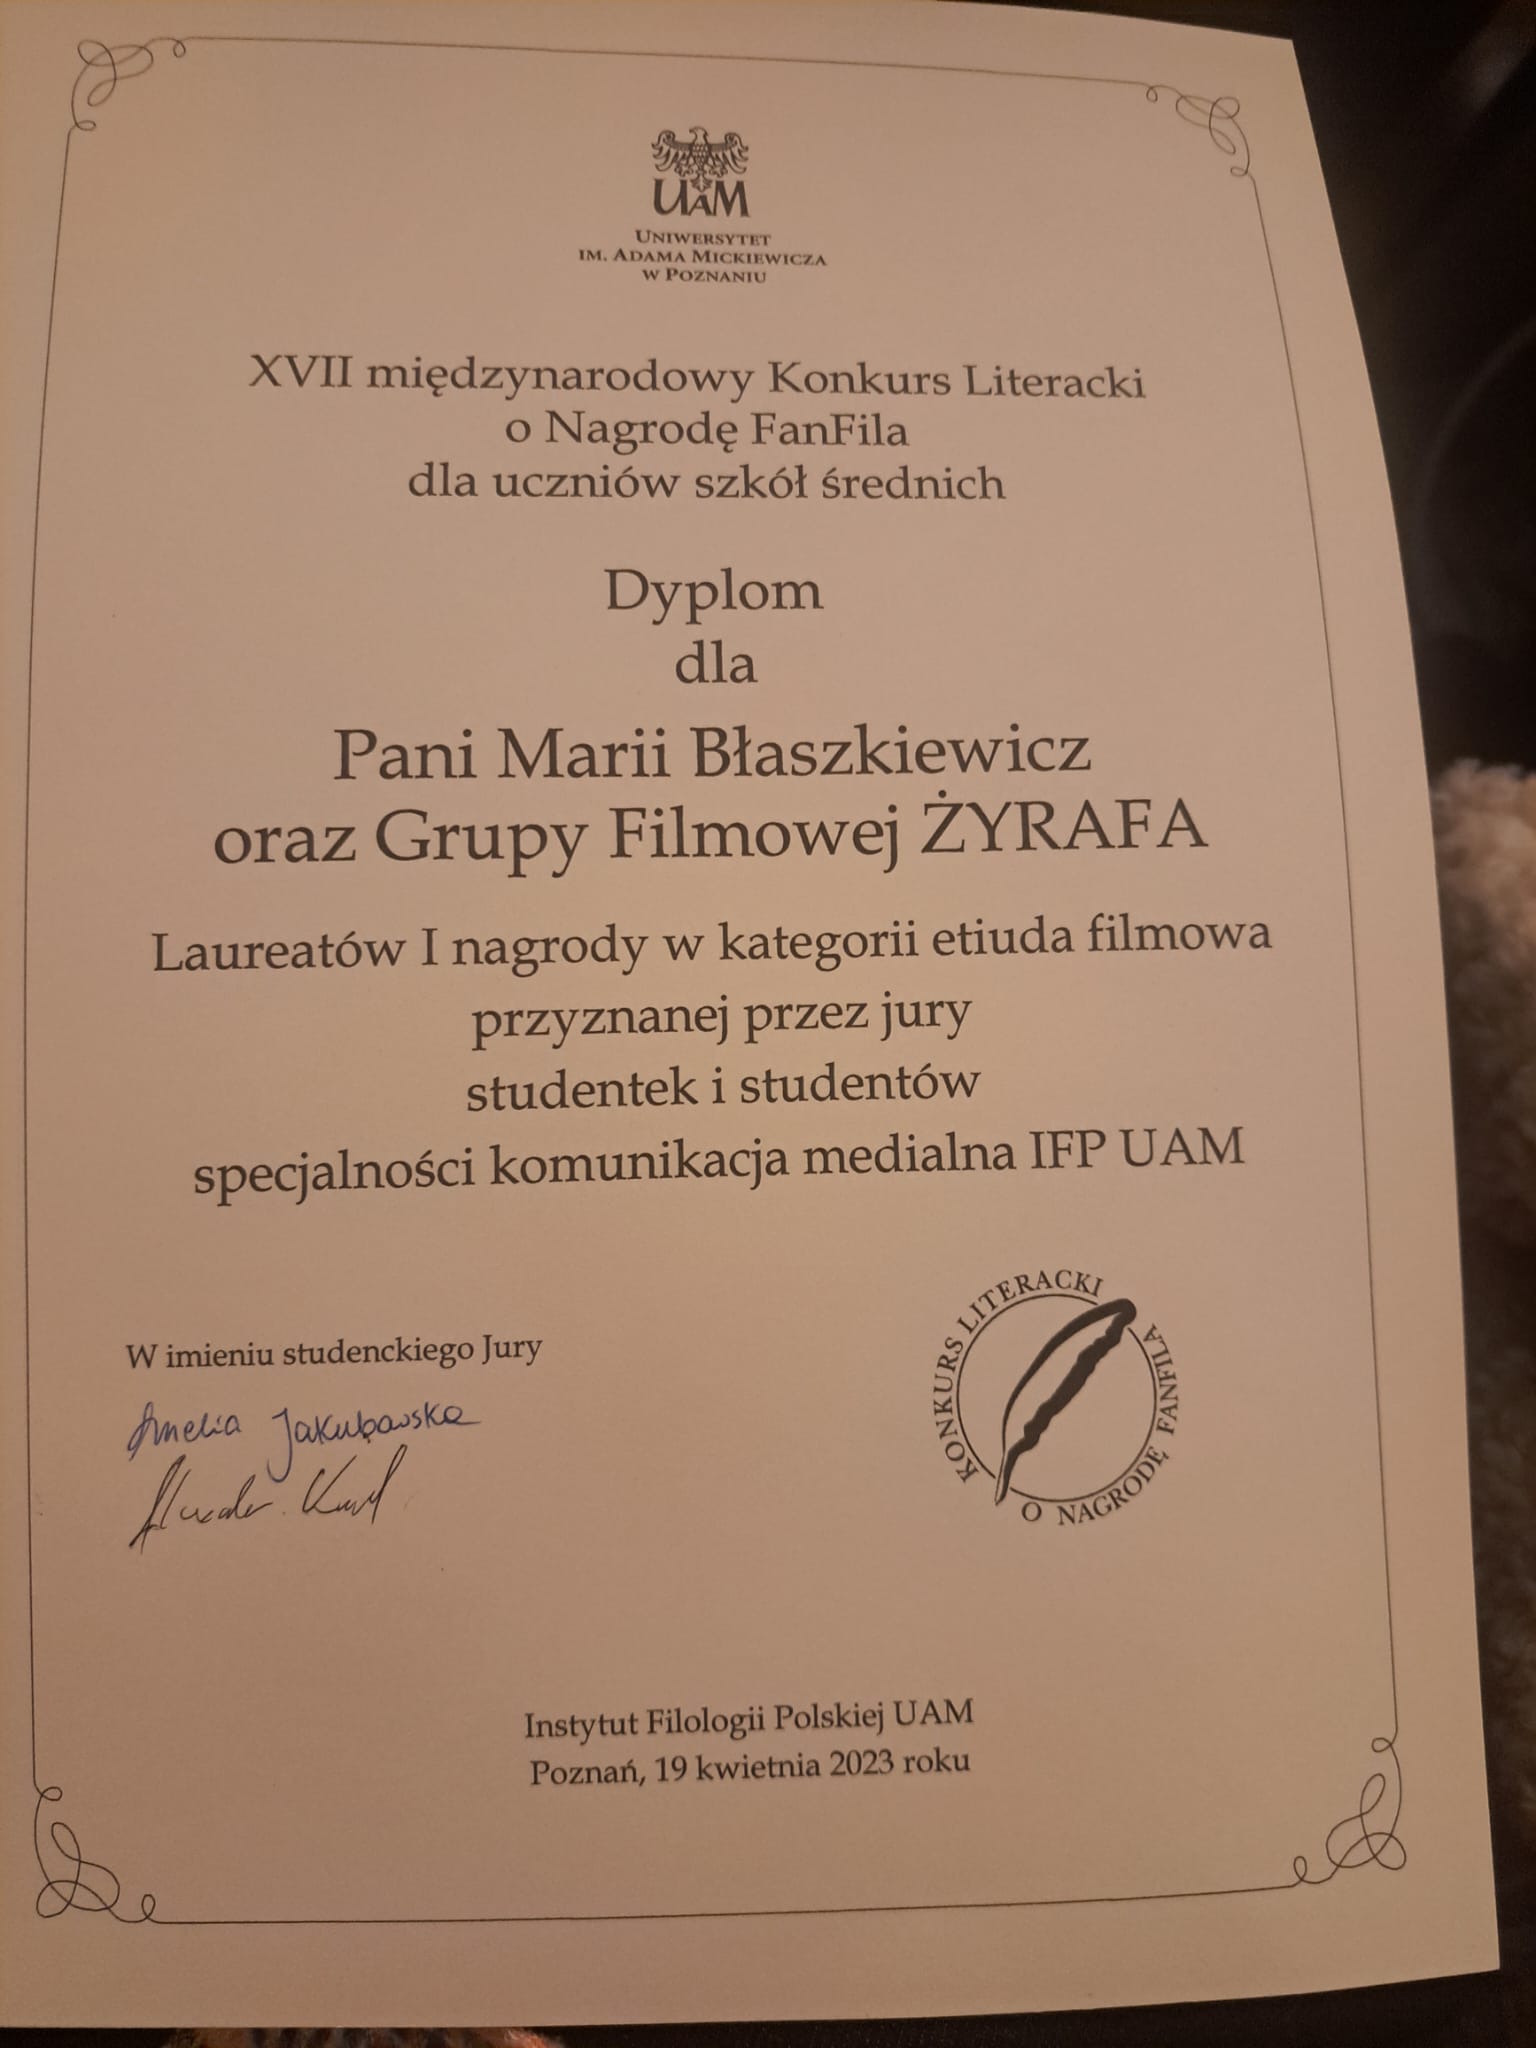 UAM
UNIWERSYTET
IM. ADAMA MICKIEWICZA
W POZNANIU
XVII międzynarodowy Konkurs Literacki
o Nagrodę FanFila
dla uczniów szkół średnich
Dyplom
dla
Pani Marii Błaszkiewicz
oraz Grupy Filmowej ŻYRAFA
Laureatów I nagrody w kategorii etiuda filmowa
przyznanej przez jury
studentek i studentów
specjalności komunikacja medialna IFP UAM
W imieniu studenckiego Jury
Amelia Jakubowska
KONKURS LITERACKI
O NAGRODĘ FANFILA
Instytut Filologii Polskiej UAM
Poznań, 19 kwietnia 2023 roku